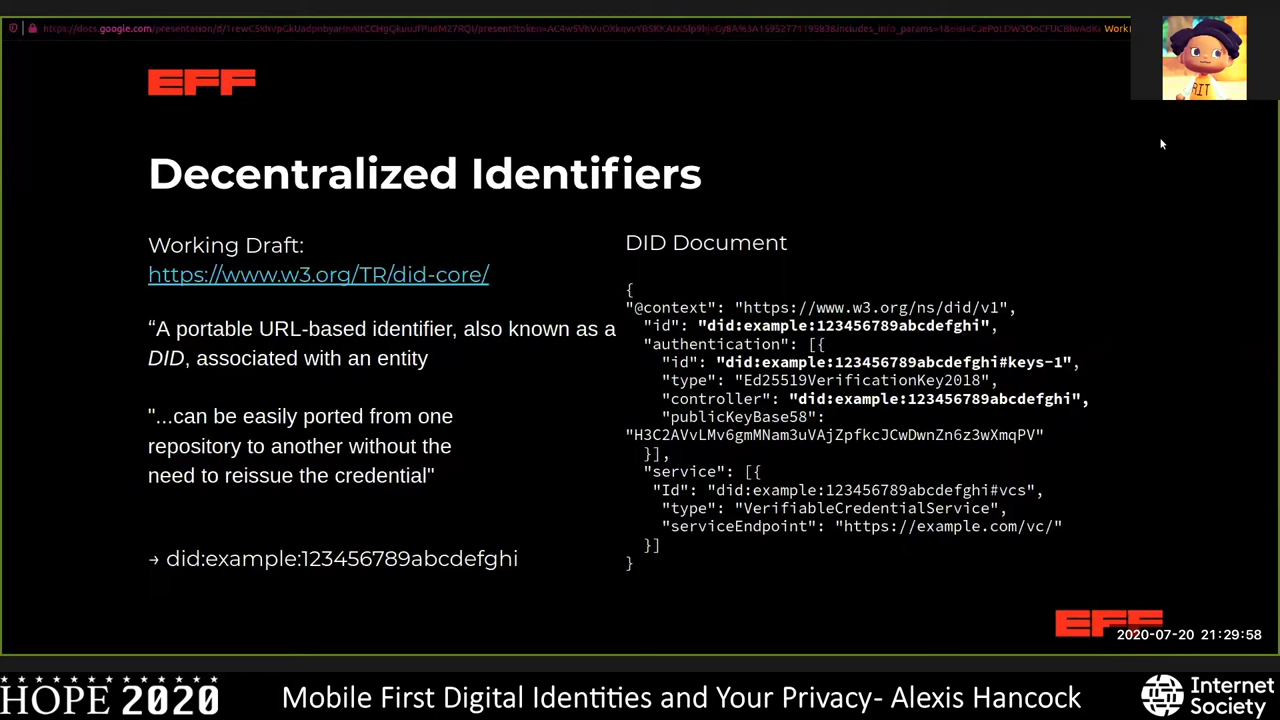 EFF
RIT
Decentralized Identifiers
Working Draft:
https://www.w3.org/TR/did-core/
“A portable URL-based identifier, also known as a
DID, associated with an entity
"...can be easily ported from one
repository to another without the
need to reissue the credential"
→ did:example:123456789abcdefghi
DID Document
{
"@context": "https://www.w3.org/ns/did/v1",
"id": "did:example:123456789abcdefghi",
"authentication": [{
"id": "did:example:123456789abcdefghi#keys-1",
"type": "Ed25519VerificationKey2018",
"controller": "did:example:123456789abcdefghi",
"publicKeyBase58":
"H3C2AVvLMv6gmMNam3uVAjZpfkcJCwDwnZn6z3wXmqPV"
}],
"service": [{
"Id": "did:example:123456789abcdefghi#vcs",
"type": "VerifiableCredentialService",
"serviceEndpoint": "https://example.com/vc/"
}]
}
EFF
2020-07-20 21:29:58
HOPE 2020
Mobile First Digital Identities and Your Privacy- Alexis Hancock
Internet
Society